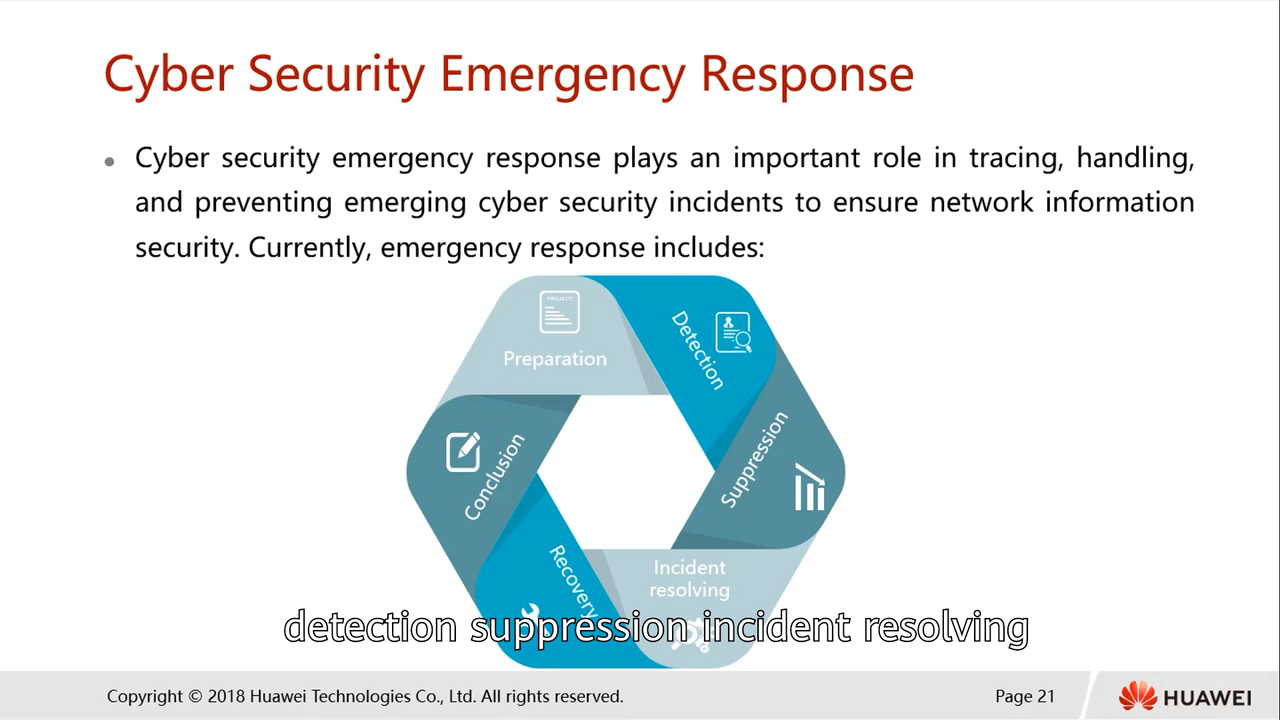 Cyber Security Emergency Response
Cyber security emergency response plays an important role in tracing, handling,
and preventing emerging cyber security incidents to ensure network information
security. Currently, emergency response includes:
PROJECT
Preparation
Detection
Suppression
Incident
resolving
Recovery
Conclusion
detection suppression incident resolving
Copyright © 2018 Huawei Technologies Co., Ltd. All rights reserved.
Page 21
HUAWEI